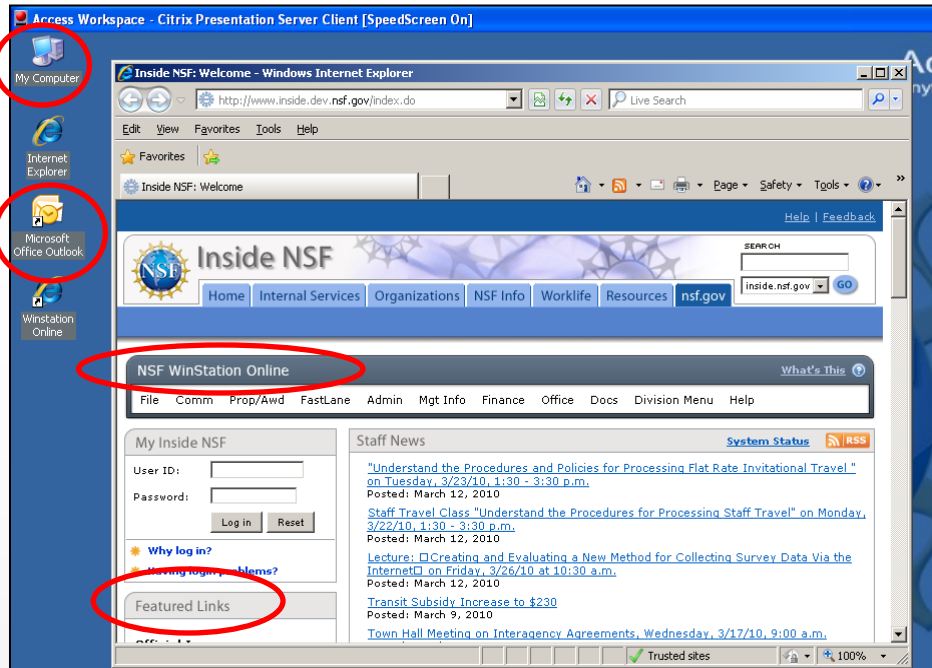 Access Workspace - Citrix Presentation Server Client [SpeedScreen On]
My Computer
Internet
Explorer
Microsoft
Office Outlook
Winstation
Online
Inside NSF: Welcome - Windows Internet Explorer
http://www.inside.dev.nsf.gov/index.do
Live Search
Edit View Favorites Tools Help
Favorites
Inside NSF: Welcome
Page Safety Tools »
Help | Feedback
NSF
Inside NSF
SEARCH
inside.nsf.gov GO
Home Internal Services Organizations NSF Info Worklife Resources nsf.gov
NSF WinStation Online
What's This ?
File Comm Prop/Awd FastLane Admin Mgt Info Finance Office Docs Division Menu Help
My Inside NSF
User ID:
Password:
Log in Reset
Why log in?
Having login problems?
Featured Links
Staff News
System Status RSS
"Understand the Procedures and Policies for Processing Flat Rate Invitational Travel "
on Tuesday, 3/23/10, 1:30 - 3:30 p.m.
Posted: March 12, 2010
Staff Travel Class "Understand the Procedures for Processing Staff Travel" on Monday,
3/22/10, 1:30 - 3:30 p.m.
Posted: March 12, 2010
Lecture: □Creating and Evaluating a New Method for Collecting Survey Data Via the
Internet□ on Friday, 3/26/10 at 10:30 a.m.
Posted: March 12, 2010
Transit Subsidy Increase to $230
Posted: March 9, 2010
Town Hall Meeting on Interagency Agreements, Wednesday, 3/17/10, 9:00 a.m.
Trusted sites
100%